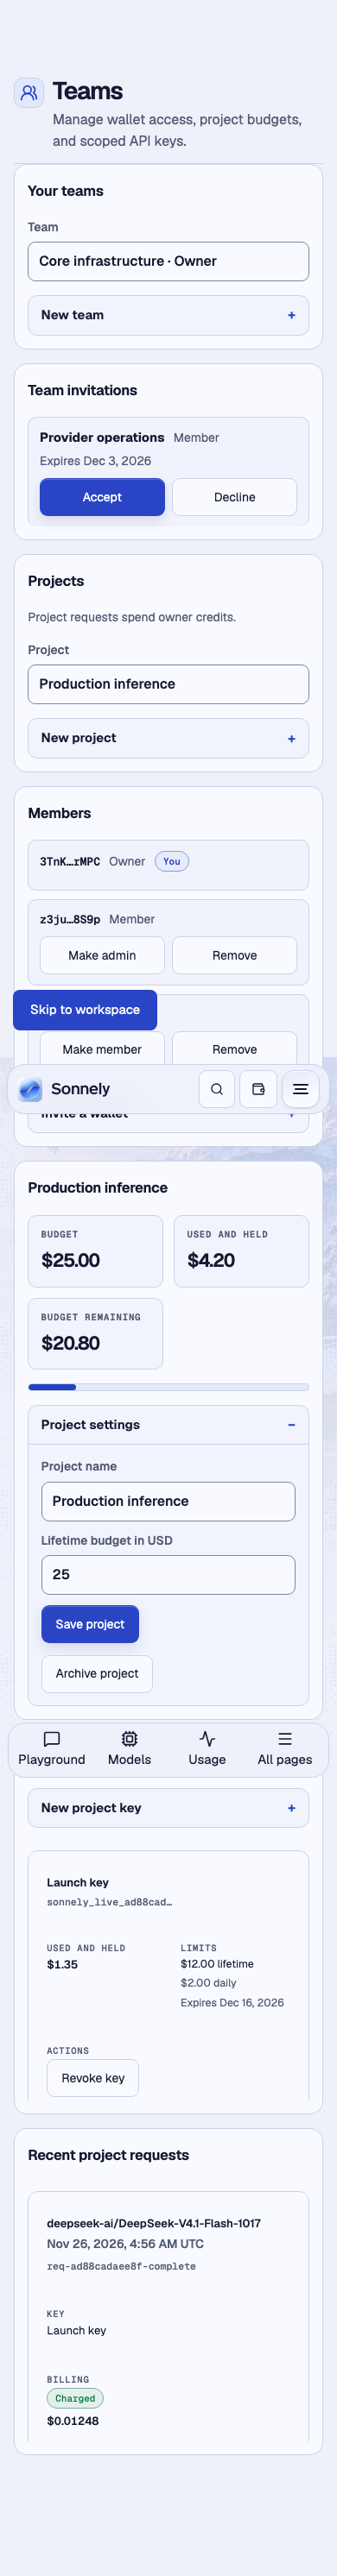 Teams
Manage wallet access, project budgets,
and scoped API keys.
Your teams
Team
Core infrastructure · Owner
New team +
Team invitations
Provider operations Member
Expires Dec 3, 2026
Accept Decline
Projects
Project requests spend owner credits.
Project
Production inference
New project +
Members
3TnK…rMPC Owner You
z3ju…8S9p Member
Make admin Remove
Skip to workspace
Make member Remove
Sonnely
Invite a wallet +
Production inference
BUDGET USED AND HELD
$25.00 $4.20
BUDGET REMAINING
$20.80
Project settings −
Project name
Production inference
Lifetime budget in USD
25
Save project
Archive project
Playground Models Usage All pages
New project key +
Launch key
sonnely_live_ad88cad…
USED AND HELD LIMITS
$1.35 $12.00 lifetime
$2.00 daily
Expires Dec 16, 2026
ACTIONS
Revoke key
Recent project requests
deepseek-ai/DeepSeek-V4.1-Flash-1017
Nov 26, 2026, 4:56 AM UTC
req-ad88cadaee8f-complete
KEY
Launch key
BILLING
Charged
$0.01248